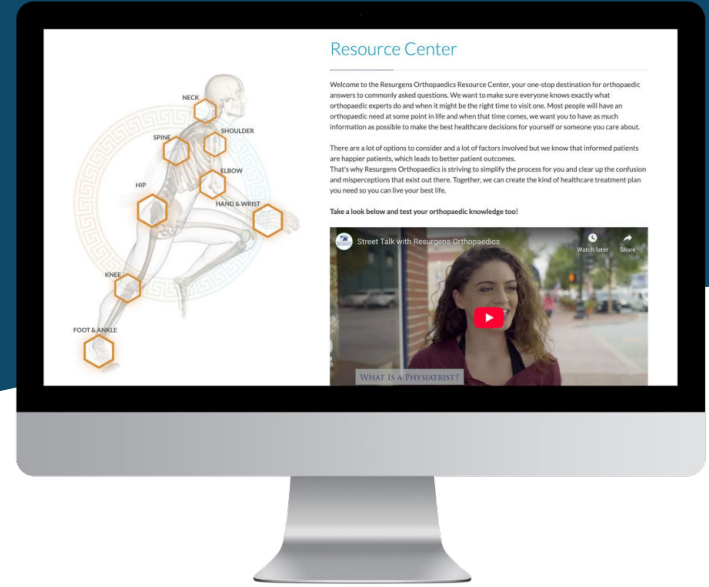 NECK
SHOULDER
SPINE
ELBOW
HIP
HAND & WRIST
KNEE
FOOT & ANKLE
Resource Center
Welcome to the Resurgens Orthopaedics Resource Center, your one-stop destination for orthopaedic
answers to commonly asked questions. We want to make sure everyone knows exactly what
orthopaedic experts do and when it might be the right time to visit one. Most people will have an
orthopaedic need at some point in life and when that time comes, we want you to have as much
information as possible to make the best healthcare decisions for yourself or someone you care about.
There are a lot of options to consider and a lot of factors involved but we know that informed patients
are happier patients, which leads to better patient outcomes.
That's why Resurgens Orthopaedics is striving to simplify the process for you and clear up the confusion
and misperceptions that exist out there. Together, we can create the kind of healthcare treatment plan
you need so you can live your best life.
Take a look below and test your orthopaedic knowledge too!
Street Talk with Resurgens Orthopaedics
Watch later
Share
WHAT IS A PHYSIATRIST?